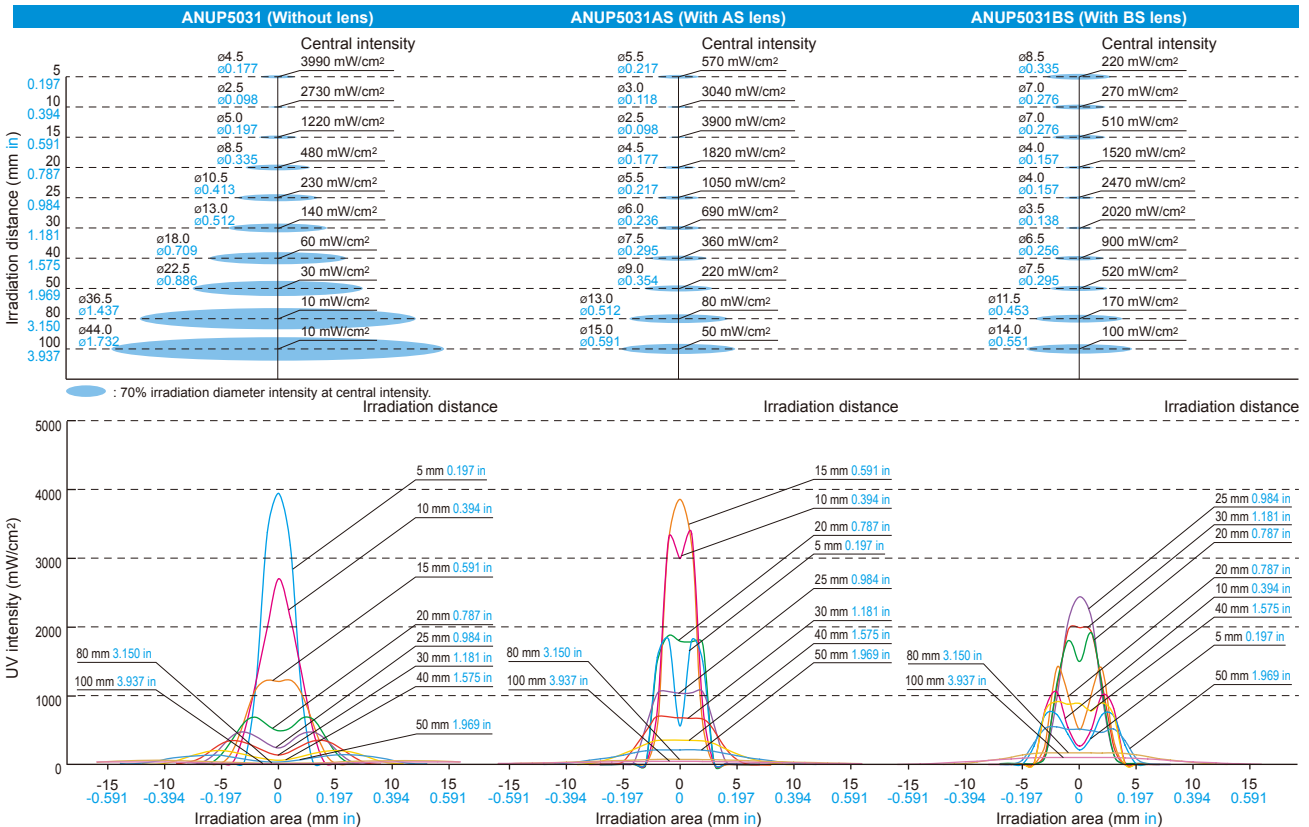 ANUP5031 (Without lens)
ANUP5031AS (With AS lens)
ANUP5031BS (With BS lens)
Irradiation distance (mm in)
5
0.197
10
0.394
15
0.591
20
0.787
25
0.984
30
1.181
40
1.575
50
1.969
80
3.150
100
3.937
Central intensity
ø4.5
ø0.177
3990 mW/cm2
ø2.5
ø0.098
2730 mW/cm2
ø5.0
ø0.197
1220 mW/cm2
ø8.5
ø0.335
480 mW/cm2
ø10.5
ø0.413
230 mW/cm2
ø13.0
ø0.512
140 mW/cm2
ø18.0
ø0.709
60 mW/cm2
ø22.5
ø0.886
30 mW/cm2
ø36.5
ø1.437
10 mW/cm2
ø44.0
ø1.732
10 mW/cm2
Central intensity
ø5.5
ø0.217
570 mW/cm2
ø3.0
ø0.118
3040 mW/cm2
ø2.5
ø0.098
3900 mW/cm2
ø4.5
ø0.177
1820 mW/cm2
ø5.5
ø0.217
1050 mW/cm2
ø6.0
ø0.236
690 mW/cm2
ø7.5
ø0.295
360 mW/cm2
ø9.0
ø0.354
220 mW/cm2
ø13.0
ø0.512
80 mW/cm2
ø15.0
ø0.591
50 mW/cm2
Central intensity
ø8.5
ø0.335
220 mW/cm2
ø7.0
ø0.276
270 mW/cm2
ø7.0
ø0.276
510 mW/cm2
ø4.0
ø0.157
1520 mW/cm2
ø4.0
ø0.157
2470 mW/cm2
ø3.5
ø0.138
2020 mW/cm2
ø6.5
ø0.256
900 mW/cm2
ø7.5
ø0.295
520 mW/cm2
ø11.5
ø0.453
170 mW/cm2
ø14.0
ø0.551
100 mW/cm2
: 70% irradiation diameter intensity at central intensity.
UV intensity (mW/cm2)
5000
4000
3000
2000
1000
0
Irradiation distance
5 mm 0.197 in
10 mm 0.394 in
15 mm 0.591 in
20 mm 0.787 in
25 mm 0.984 in
30 mm 1.181 in
40 mm 1.575 in
50 mm 1.969 in
80 mm 3.150 in
100 mm 3.937 in
-15 -10 -5 0 5 10 15
-0.591 -0.394 -0.197 0 0.197 0.394 0.591
Irradiation area (mm in)
Irradiation distance
15 mm 0.591 in
10 mm 0.394 in
20 mm 0.787 in
5 mm 0.197 in
25 mm 0.984 in
30 mm 1.181 in
40 mm 1.575 in
50 mm 1.969 in
80 mm 3.150 in
100 mm 3.937 in
-15 -10 -5 0 5 10 15
-0.591 -0.394 -0.197 0 0.197 0.394 0.591
Irradiation area (mm in)
Irradiation distance
25 mm 0.984 in
30 mm 1.181 in
20 mm 0.787 in
20 mm 0.787 in
10 mm 0.394 in
40 mm 1.575 in
5 mm 0.197 in
50 mm 1.969 in
80 mm 3.150 in
100 mm 3.937 in
-15 -10 -5 0 5 10 15
-0.591 -0.394 -0.197 0 0.197 0.394 0.591
Irradiation area (mm in)